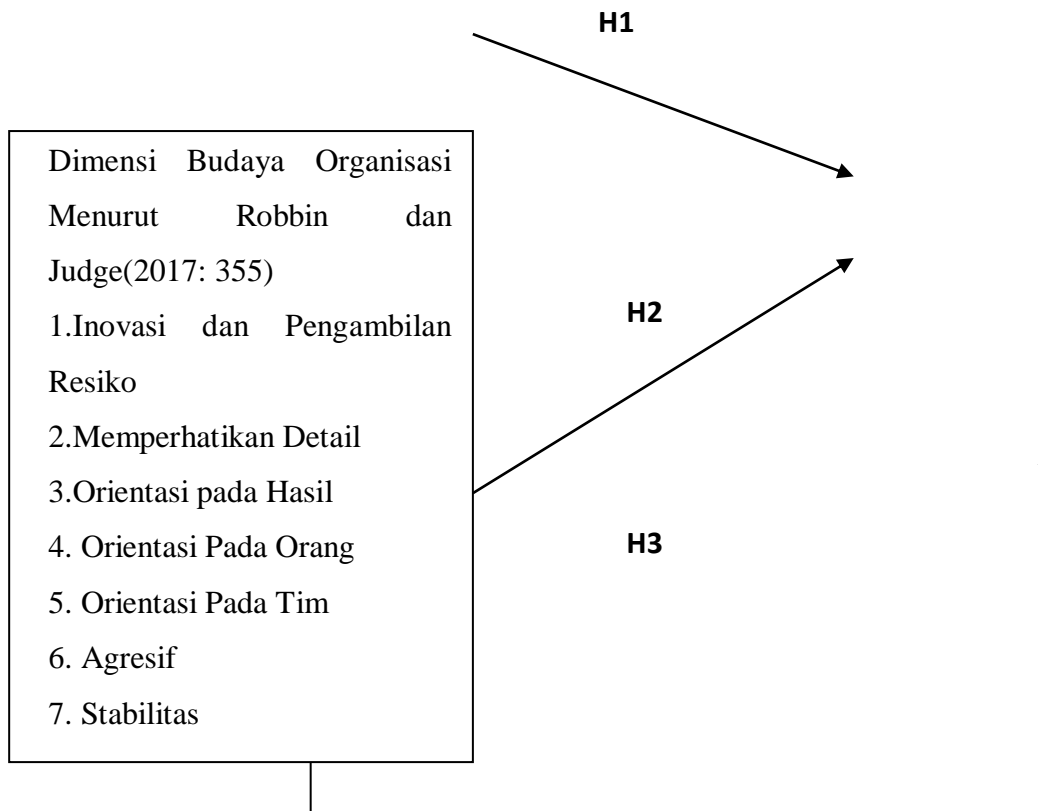 H1
Dimensi Budaya Organisasi
Menurut Robbin dan
Judge(2017: 355)
1.Inovasi dan Pengambilan
Resiko
2.Memperhatikan Detail
3.Orientasi pada Hasil
4. Orientasi Pada Orang
5. Orientasi Pada Tim
6. Agresif
7. Stabilitas
H2
H3